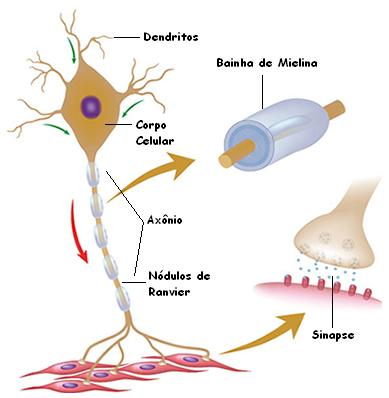 Dendritos
Bainha de Mielina
Corpo
Celular
Axônio
Nódulos de
Ranvier
Sinapse